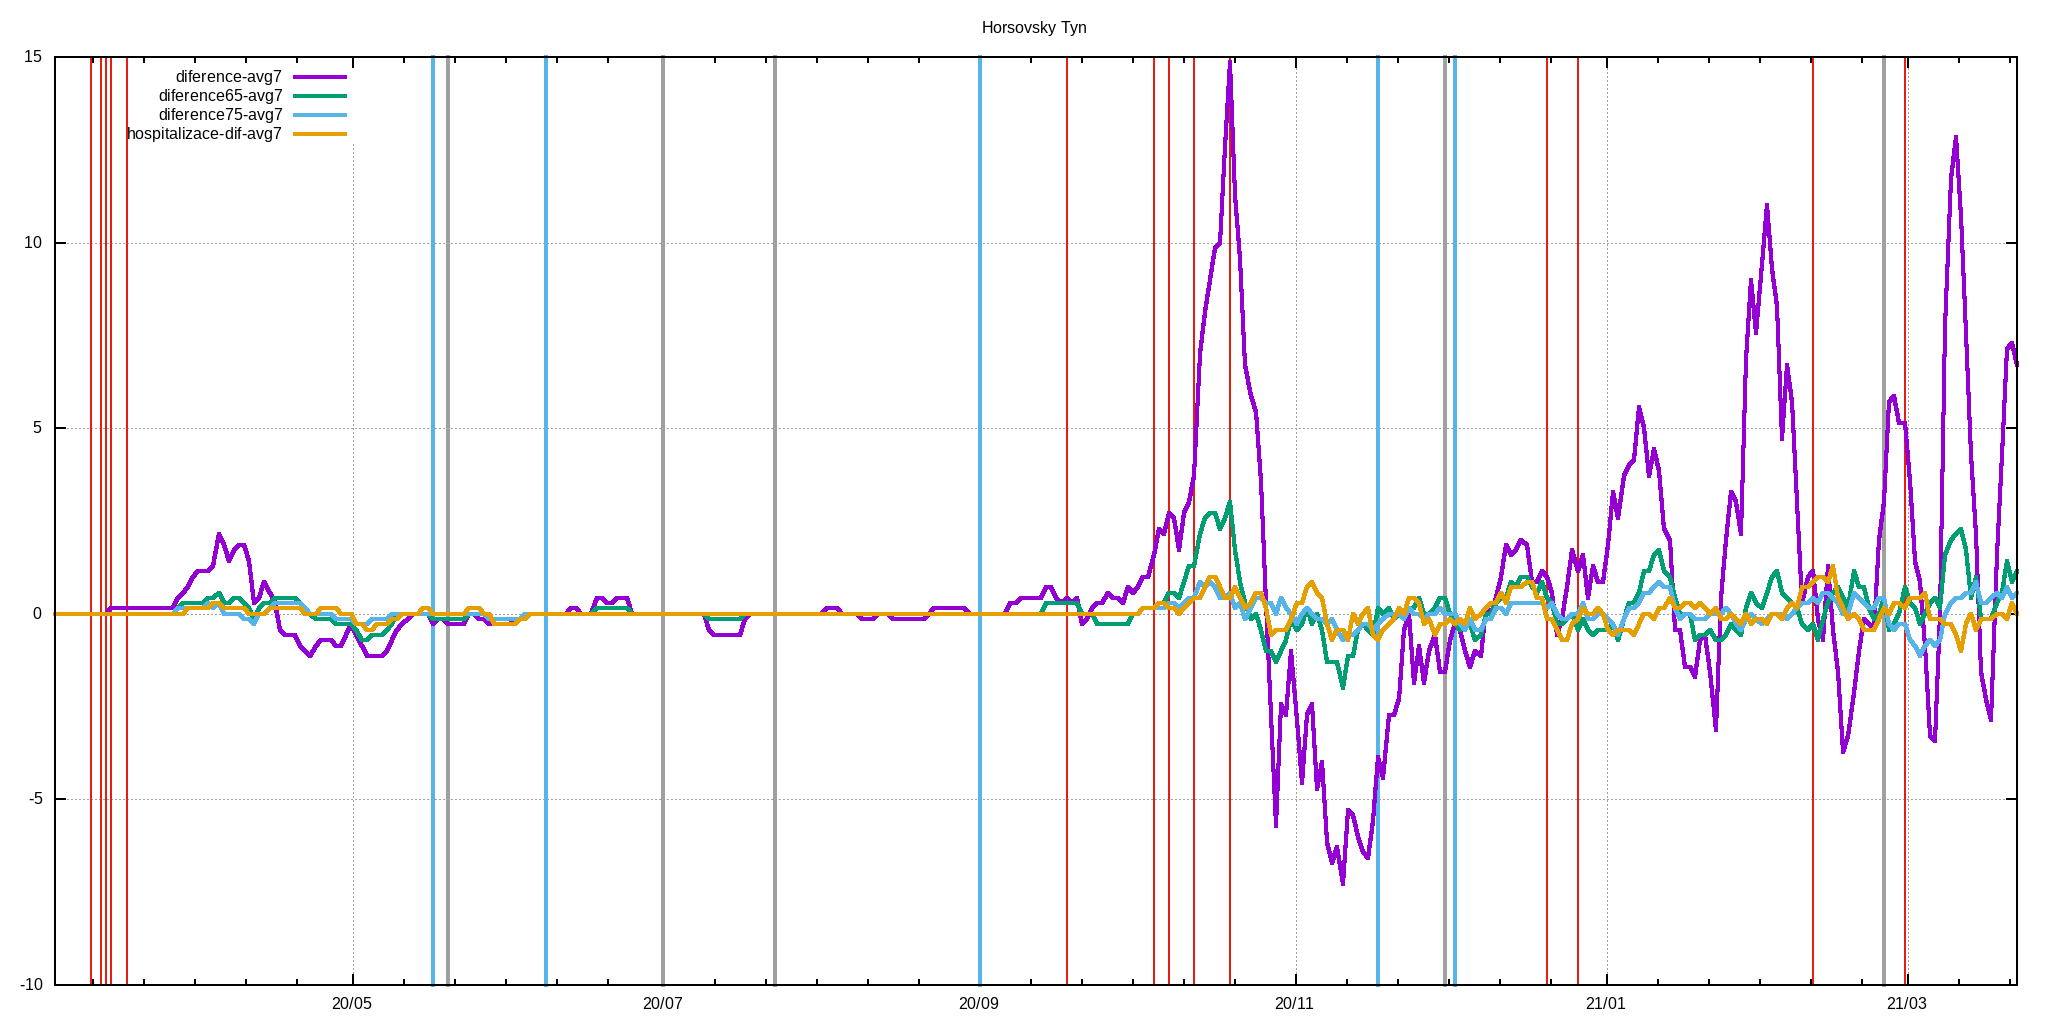 Horsovsky Tyn
15
diference-avg7
diference65-avg7
diference75-avg7
hospitalizace-dif-avg7
10
5
0
-5
-10
20/05 20/07 20/09 20/11 21/01 21/03